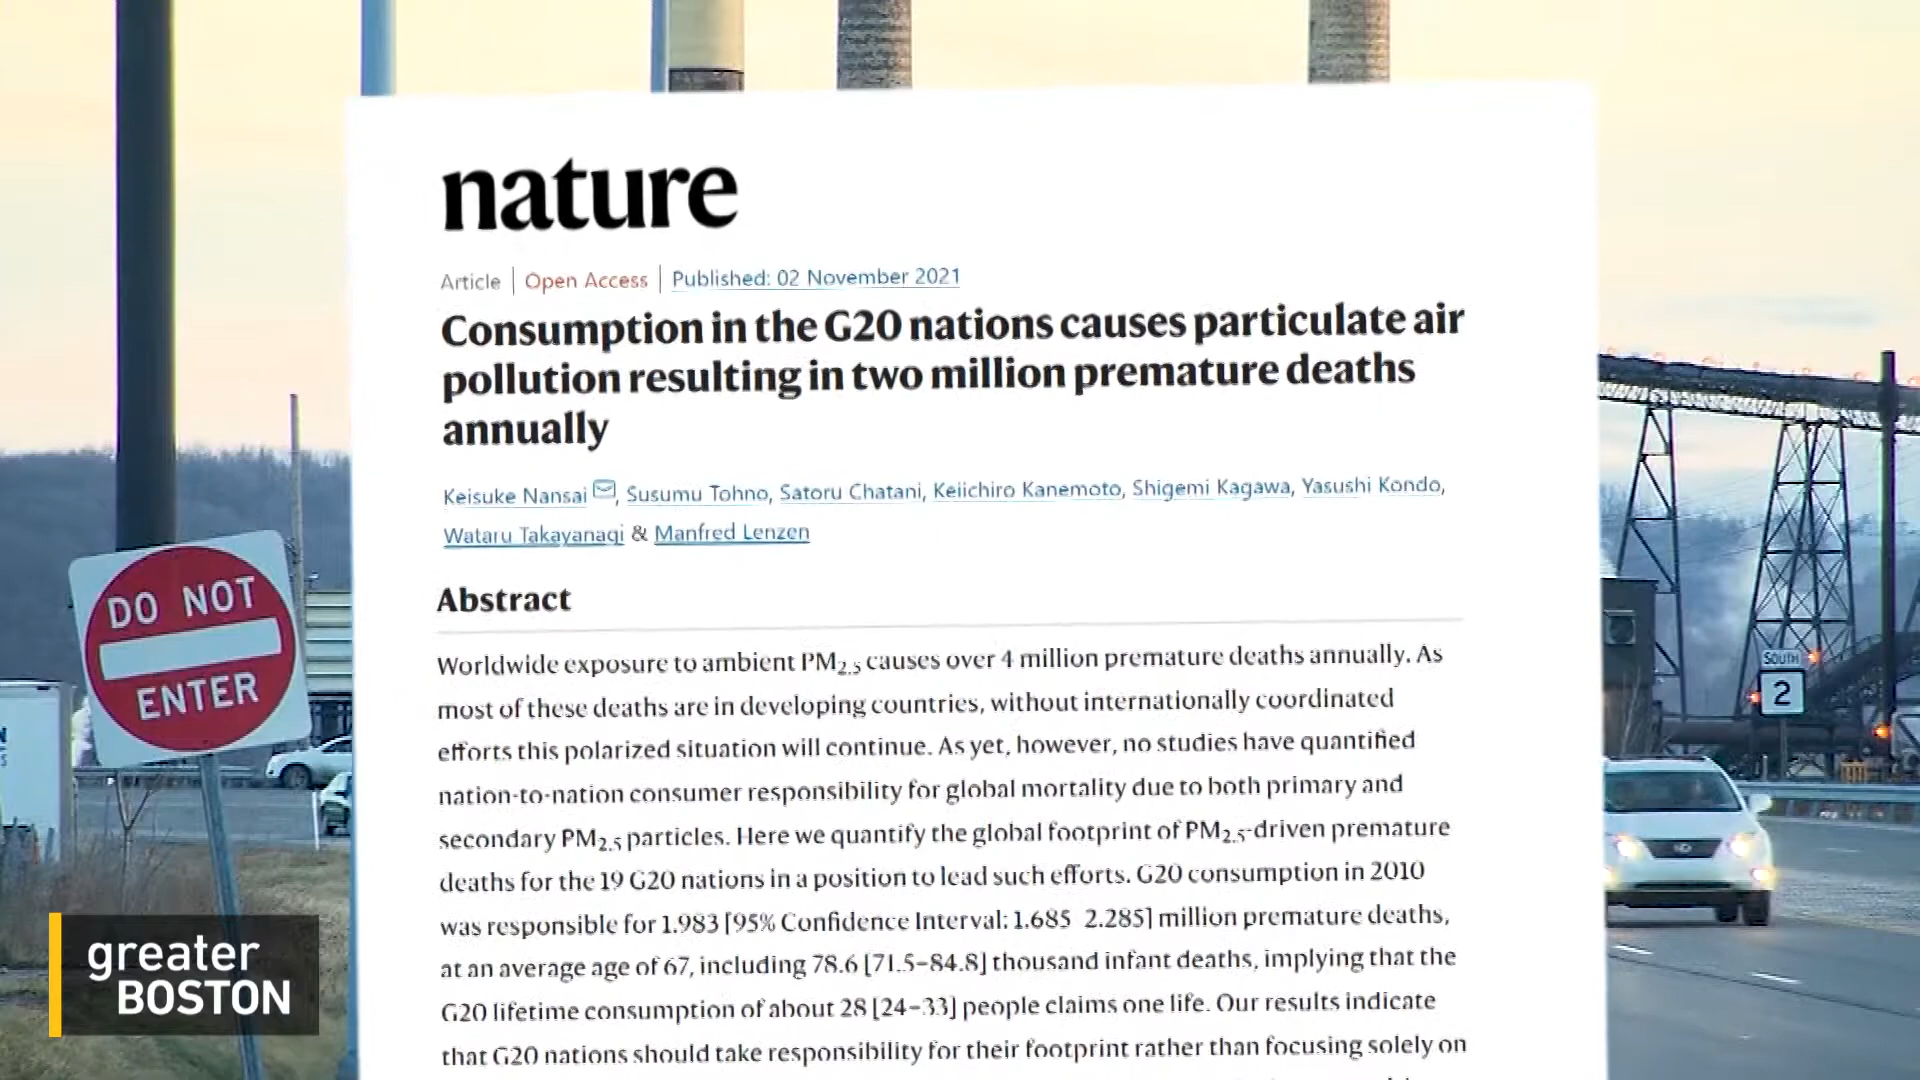 nature
Article | Open Access | Published: 02 November 2021
Consumption in the G20 nations causes particulate air
pollution resulting in two million premature deaths
annually
Keisuke Nansai, Susumu Tohno, Satoru Chatani, Keiichiro Kanemoto, Shigemi Kagawa, Yasushi Kondo,
Wataru Takayanagi & Manfred Lenzen
Abstract
Worldwide exposure to ambient PM2.5 causes over 4 million premature deaths annually. As
most of these deaths are in developing countries, without internationally coordinated
efforts this polarized situation will continue. As yet, however, no studies have quantified
nation-to-nation consumer responsibility for global mortality due to both primary and
secondary PM2.5 particles. Here we quantify the global footprint of PM2.5-driven premature
deaths for the 19 G20 nations in a position to lead such efforts. G20 consumption in 2010
was responsible for 1.983 [95% Confidence Interval: 1.685 2.285] million premature deaths,
at an average age of 67, including 78.6 [71.5–84.8] thousand infant deaths, implying that the
G20 lifetime consumption of about 28 [24–33] people claims one life. Our results indicate
that G20 nations should take responsibility for their footprint rather than focusing solely on
DO NOT
ENTER
SOUTH
2
greater
BOSTON